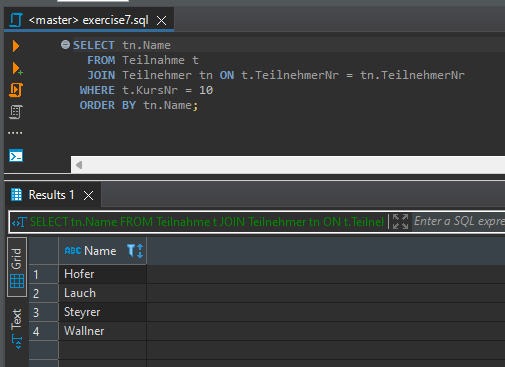 <master> exercise7.sql
SELECT tn.Name
FROM Teilnahme t
JOIN Teilnehmer tn ON t.TeilnehmerNr = tn.TeilnehmerNr
WHERE t.KursNr = 10
ORDER BY tn.Name;
Results 1
SELECT tn.Name FROM Teilnahme t JOIN Teilnehmer tn ON t.Teilnel
Enter a SQL expre
Grid
Text
ABC Name
1 Hofer
2 Lauch
3 Steyrer
4 Wallner